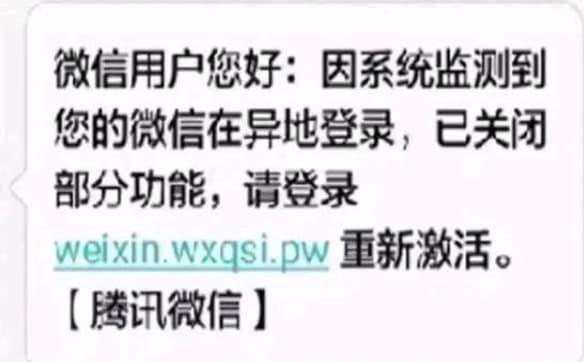 微信用户您好：因系统监测到
您的微信在异地登录，已关闭
部分功能，请登录
weixin.wxqsi.pw 重新激活。
【腾讯微信】